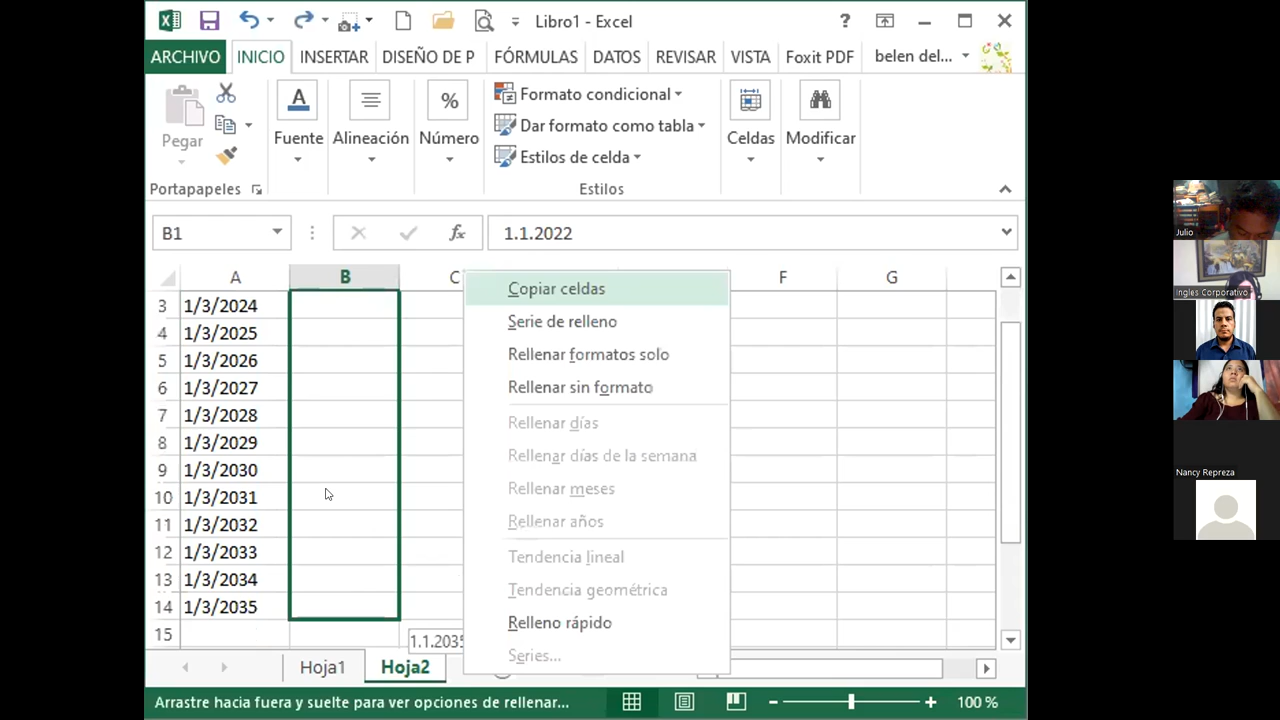 Libro1 - Excel
?
ARCHIVO INICIO INSERTAR DISEÑO DE P FÓRMULAS DATOS REVISAR VISTA Foxit PDF belen del...
Pegar
Portapapeles
Fuente
Alineación
%
Número
Formato condicional
Dar formato como tabla
Estilos de celda
Estilos
Celdas
Modificar
B1 fx 1.1.2022
A B C F G
3 1/3/2024
4 1/3/2025
5 1/3/2026
6 1/3/2027
7 1/3/2028
8 1/3/2029
9 1/3/2030
10 1/3/2031
11 1/3/2032
12 1/3/2033
13 1/3/2034
14 1/3/2035
15
1.1.2035
Copiar celdas
Serie de relleno
Rellenar formatos solo
Rellenar sin formato
Rellenar días
Rellenar días de la semana
Rellenar meses
Rellenar años
Tendencia lineal
Tendencia geométrica
Relleno rápido
Series...
Hoja1 Hoja2
Arrastre hacia fuera y suelte para ver opciones de rellenar... 100 %
Julio
Ingles Corporativo
Nancy Repreza